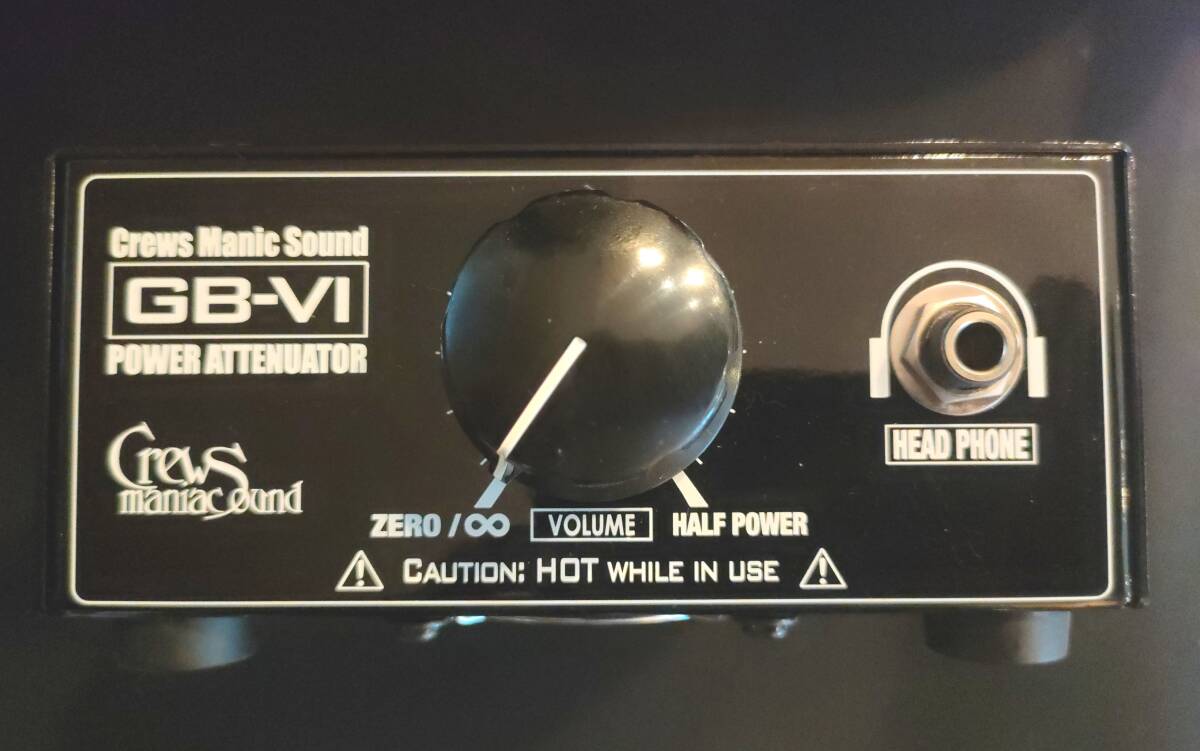 Crews Manic Sound
GB-VI
POWER ATTENUATOR
Crews
maniac sound
HEAD PHONE
ZERO / ∞
VOLUME
HALF POWER
CAUTION: HOT WHILE IN USE